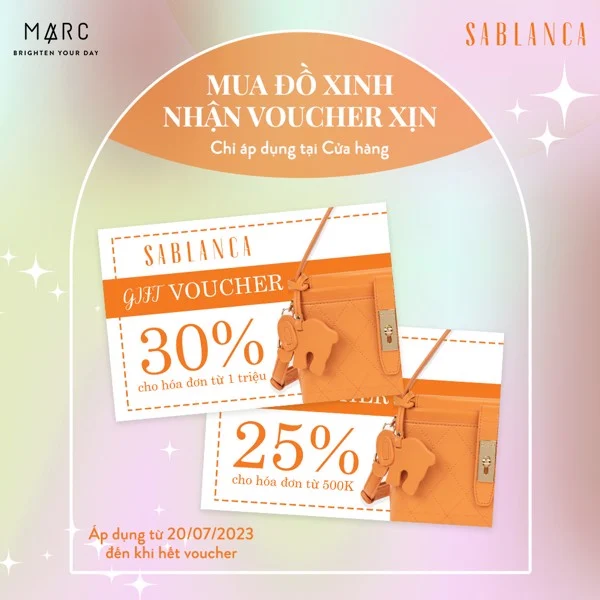 MARC
BRIGHTEN YOUR DAY
SABLANCA
MUA ĐỒ XINH
NHẬN VOUCHER XỊN
Chỉ áp dụng tại Cửa hàng
SABLANCA
GIFT VOUCHER
30%
cho hóa đơn từ 1 triệu
25%
cho hóa đơn từ 500K
Áp dụng từ 20/07/2023
đến khi hết voucher